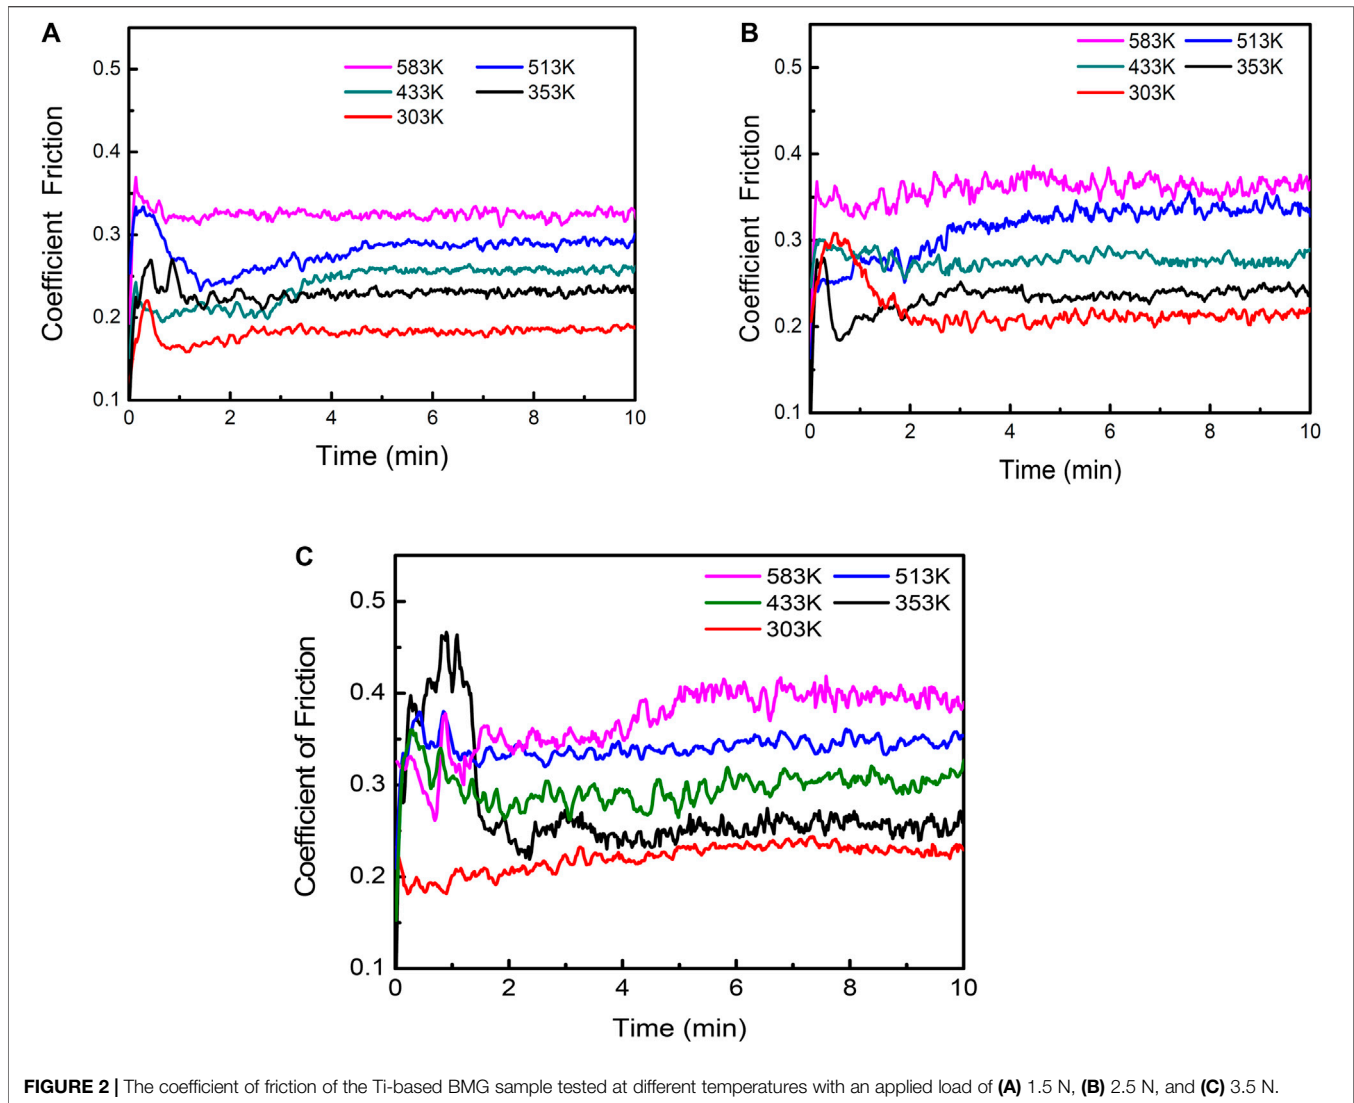 A
583K 513K
433K 353K
303K
0.5
0.4
0.3
0.2
0.1
Coefficient Friction
0 2 4 6 8 10
Time (min)
B
583K 513K
433K 353K
303K
0.5
0.4
0.3
0.2
0.1
Coefficient Friction
0 2 4 6 8 10
Time (min)
C
583K 513K
433K 353K
303K
0.5
0.4
0.3
0.2
0.1
Coefficient of Friction
0 2 4 6 8 10
Time (min)
FIGURE 2 | The coefficient of friction of the Ti-based BMG sample tested at different temperatures with an applied load of (A) 1.5 N, (B) 2.5 N, and (C) 3.5 N.